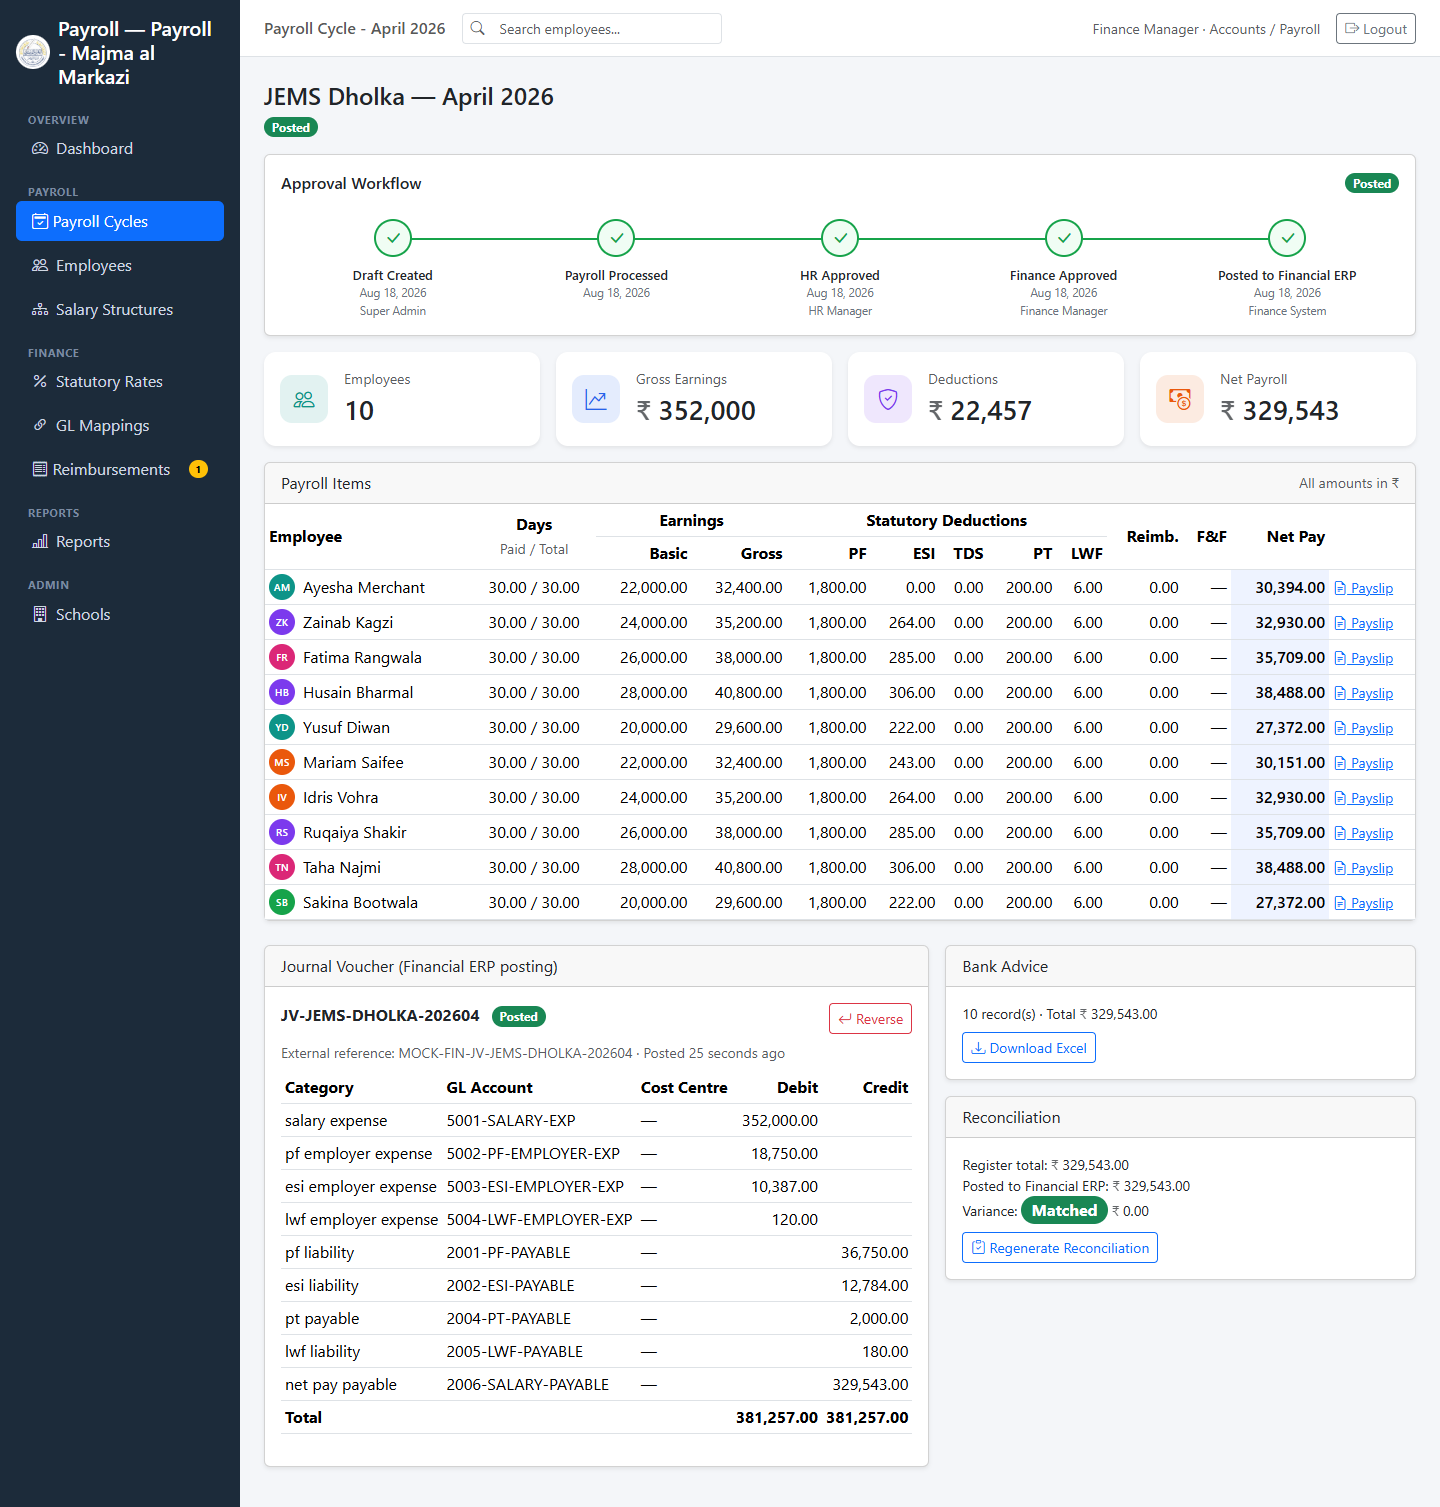 Payroll — Payroll - Majma al Markazi
Payroll Cycle - April 2026
Search employees...
Finance Manager · Accounts / Payroll
Logout
OVERVIEW
Dashboard
PAYROLL
Payroll Cycles
Employees
Salary Structures
FINANCE
Statutory Rates
GL Mappings
Reimbursements 1
REPORTS
Reports
ADMIN
Schools
JEMS Dholka — April 2026
Posted
Approval Workflow Posted
Draft Created
Aug 18, 2026
Super Admin
Payroll Processed
Aug 18, 2026
HR Approved
Aug 18, 2026
HR Manager
Finance Approved
Aug 18, 2026
Finance Manager
Posted to Financial ERP
Aug 18, 2026
Finance System
Employees
10
Gross Earnings
₹ 352,000
Deductions
₹ 22,457
Net Payroll
₹ 329,543
Payroll Items All amounts in ₹
Employee Days Paid / Total Earnings Statutory Deductions Reimb. F&F Net Pay
Basic Gross PF ESI TDS PT LWF
AM Ayesha Merchant 30.00 / 30.00 22,000.00 32,400.00 1,800.00 0.00 0.00 200.00 6.00 0.00 — 30,394.00 Payslip
ZK Zainab Kagzi 30.00 / 30.00 24,000.00 35,200.00 1,800.00 264.00 0.00 200.00 6.00 0.00 — 32,930.00 Payslip
FR Fatima Rangwala 30.00 / 30.00 26,000.00 38,000.00 1,800.00 285.00 0.00 200.00 6.00 0.00 — 35,709.00 Payslip
HB Husain Bharmal 30.00 / 30.00 28,000.00 40,800.00 1,800.00 306.00 0.00 200.00 6.00 0.00 — 38,488.00 Payslip
YD Yusuf Diwan 30.00 / 30.00 20,000.00 29,600.00 1,800.00 222.00 0.00 200.00 6.00 0.00 — 27,372.00 Payslip
MS Mariam Saifee 30.00 / 30.00 22,000.00 32,400.00 1,800.00 243.00 0.00 200.00 6.00 0.00 — 30,151.00 Payslip
IV Idris Vohra 30.00 / 30.00 24,000.00 35,200.00 1,800.00 264.00 0.00 200.00 6.00 0.00 — 32,930.00 Payslip
RS Ruqaiya Shakir 30.00 / 30.00 26,000.00 38,000.00 1,800.00 285.00 0.00 200.00 6.00 0.00 — 35,709.00 Payslip
TN Taha Najmi 30.00 / 30.00 28,000.00 40,800.00 1,800.00 306.00 0.00 200.00 6.00 0.00 — 38,488.00 Payslip
SB Sakina Bootwala 30.00 / 30.00 20,000.00 29,600.00 1,800.00 222.00 0.00 200.00 6.00 0.00 — 27,372.00 Payslip
Journal Voucher (Financial ERP posting)
JV-JEMS-DHOLKA-202604 Posted Reverse
External reference: MOCK-FIN-JV-JEMS-DHOLKA-202604 · Posted 25 seconds ago
Category GL Account Cost Centre Debit Credit
salary expense 5001-SALARY-EXP — 352,000.00
pf employer expense 5002-PF-EMPLOYER-EXP — 18,750.00
esi employer expense 5003-ESI-EMPLOYER-EXP — 10,387.00
lwf employer expense 5004-LWF-EMPLOYER-EXP — 120.00
pf liability 2001-PF-PAYABLE — 36,750.00
esi liability 2002-ESI-PAYABLE — 12,784.00
pt payable 2004-PT-PAYABLE — 2,000.00
lwf liability 2005-LWF-PAYABLE — 180.00
net pay payable 2006-SALARY-PAYABLE — 329,543.00
Total 381,257.00 381,257.00
Bank Advice
10 record(s) · Total ₹ 329,543.00
Download Excel
Reconciliation
Register total: ₹ 329,543.00
Posted to Financial ERP: ₹ 329,543.00
Variance: Matched ₹ 0.00
Regenerate Reconciliation